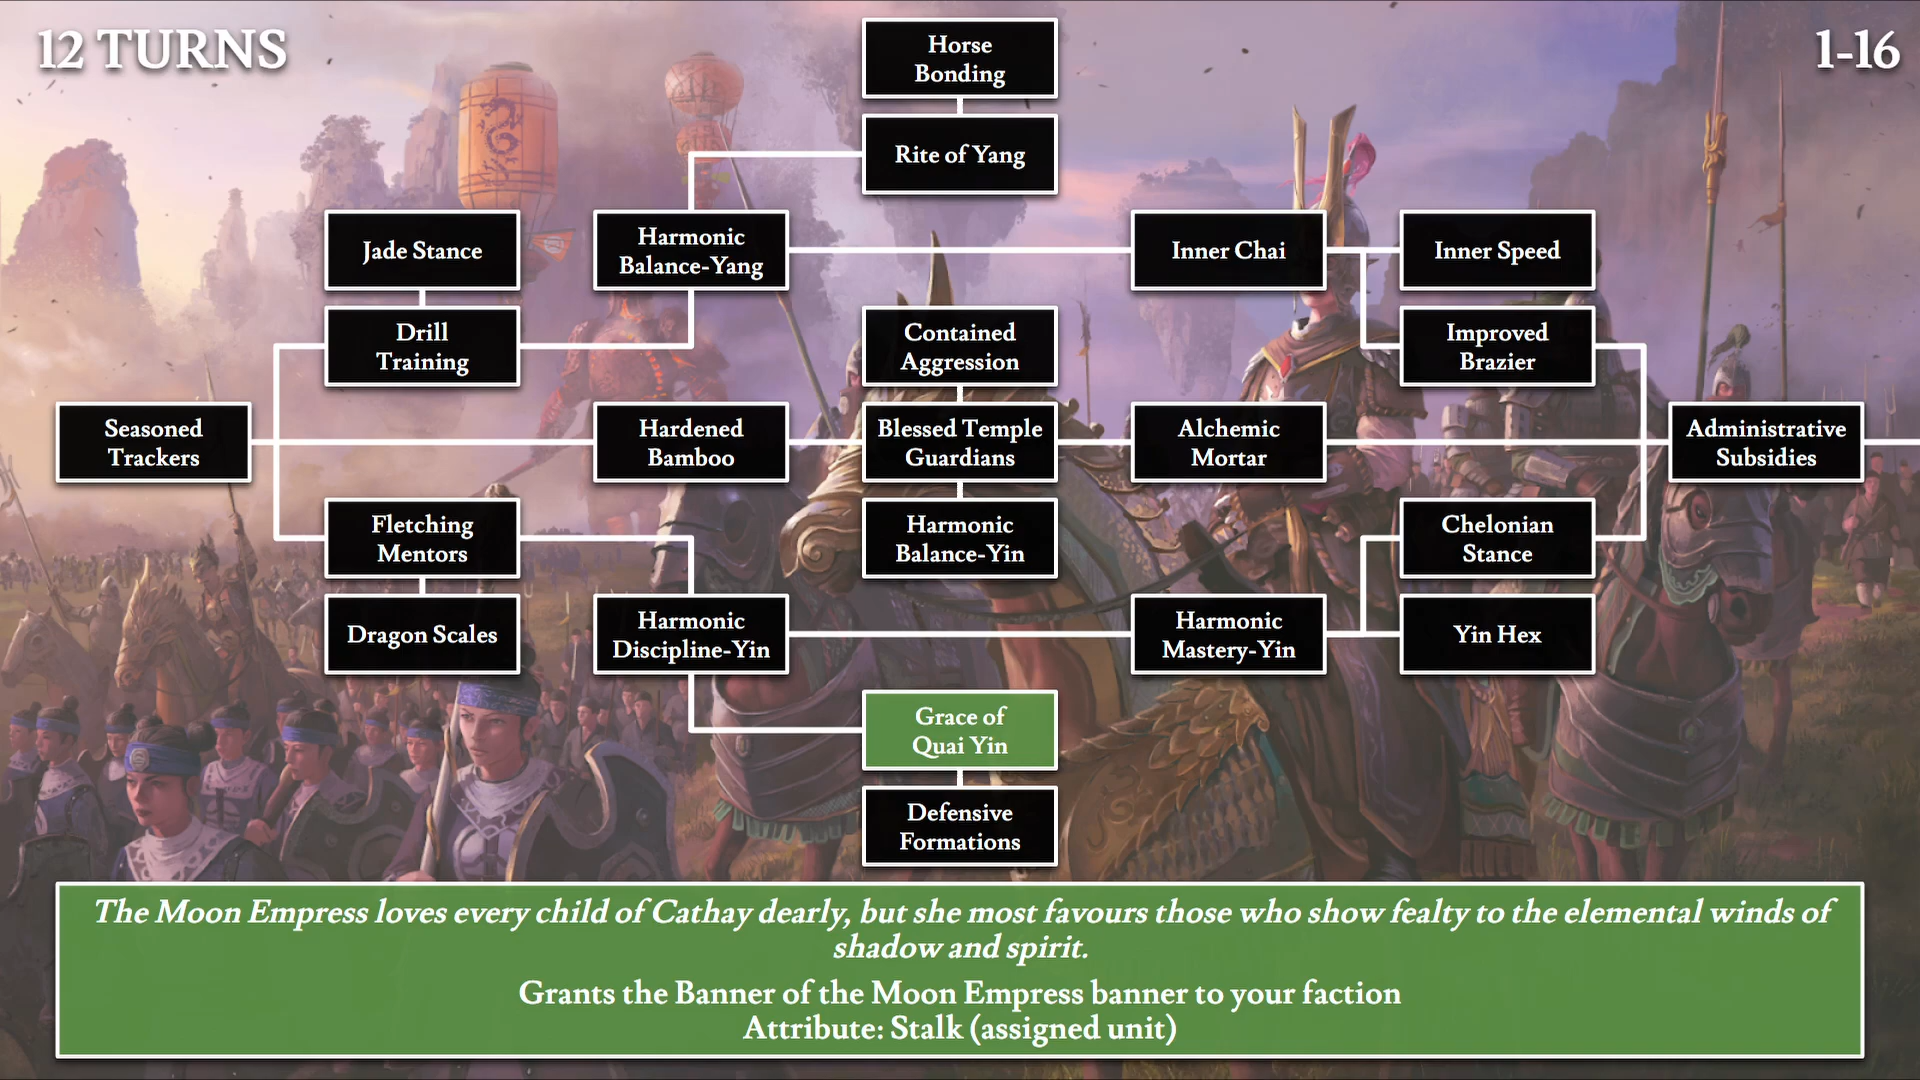 12 TURNS
1-16
Horse
Bonding
Rite of Yang
Jade Stance
Harmonic
Balance-Yang
Inner Chai
Inner Speed
Drill
Training
Contained
Aggression
Improved
Brazier
Seasoned
Trackers
Hardened
Bamboo
Blessed Temple
Guardians
Alchemic
Mortar
Administrative
Subsidies
Fletching
Mentors
Harmonic
Balance-Yin
Chelonian
Stance
Dragon Scales
Harmonic
Discipline-Yin
Harmonic
Mastery-Yin
Yin Hex
Grace of
Quai Yin
Defensive
Formations
The Moon Empress loves every child of Cathay dearly, but she most favours those who show fealty to the elemental winds of
shadow and spirit.
Grants the Banner of the Moon Empress banner to your faction
Attribute: Stalk (assigned unit)